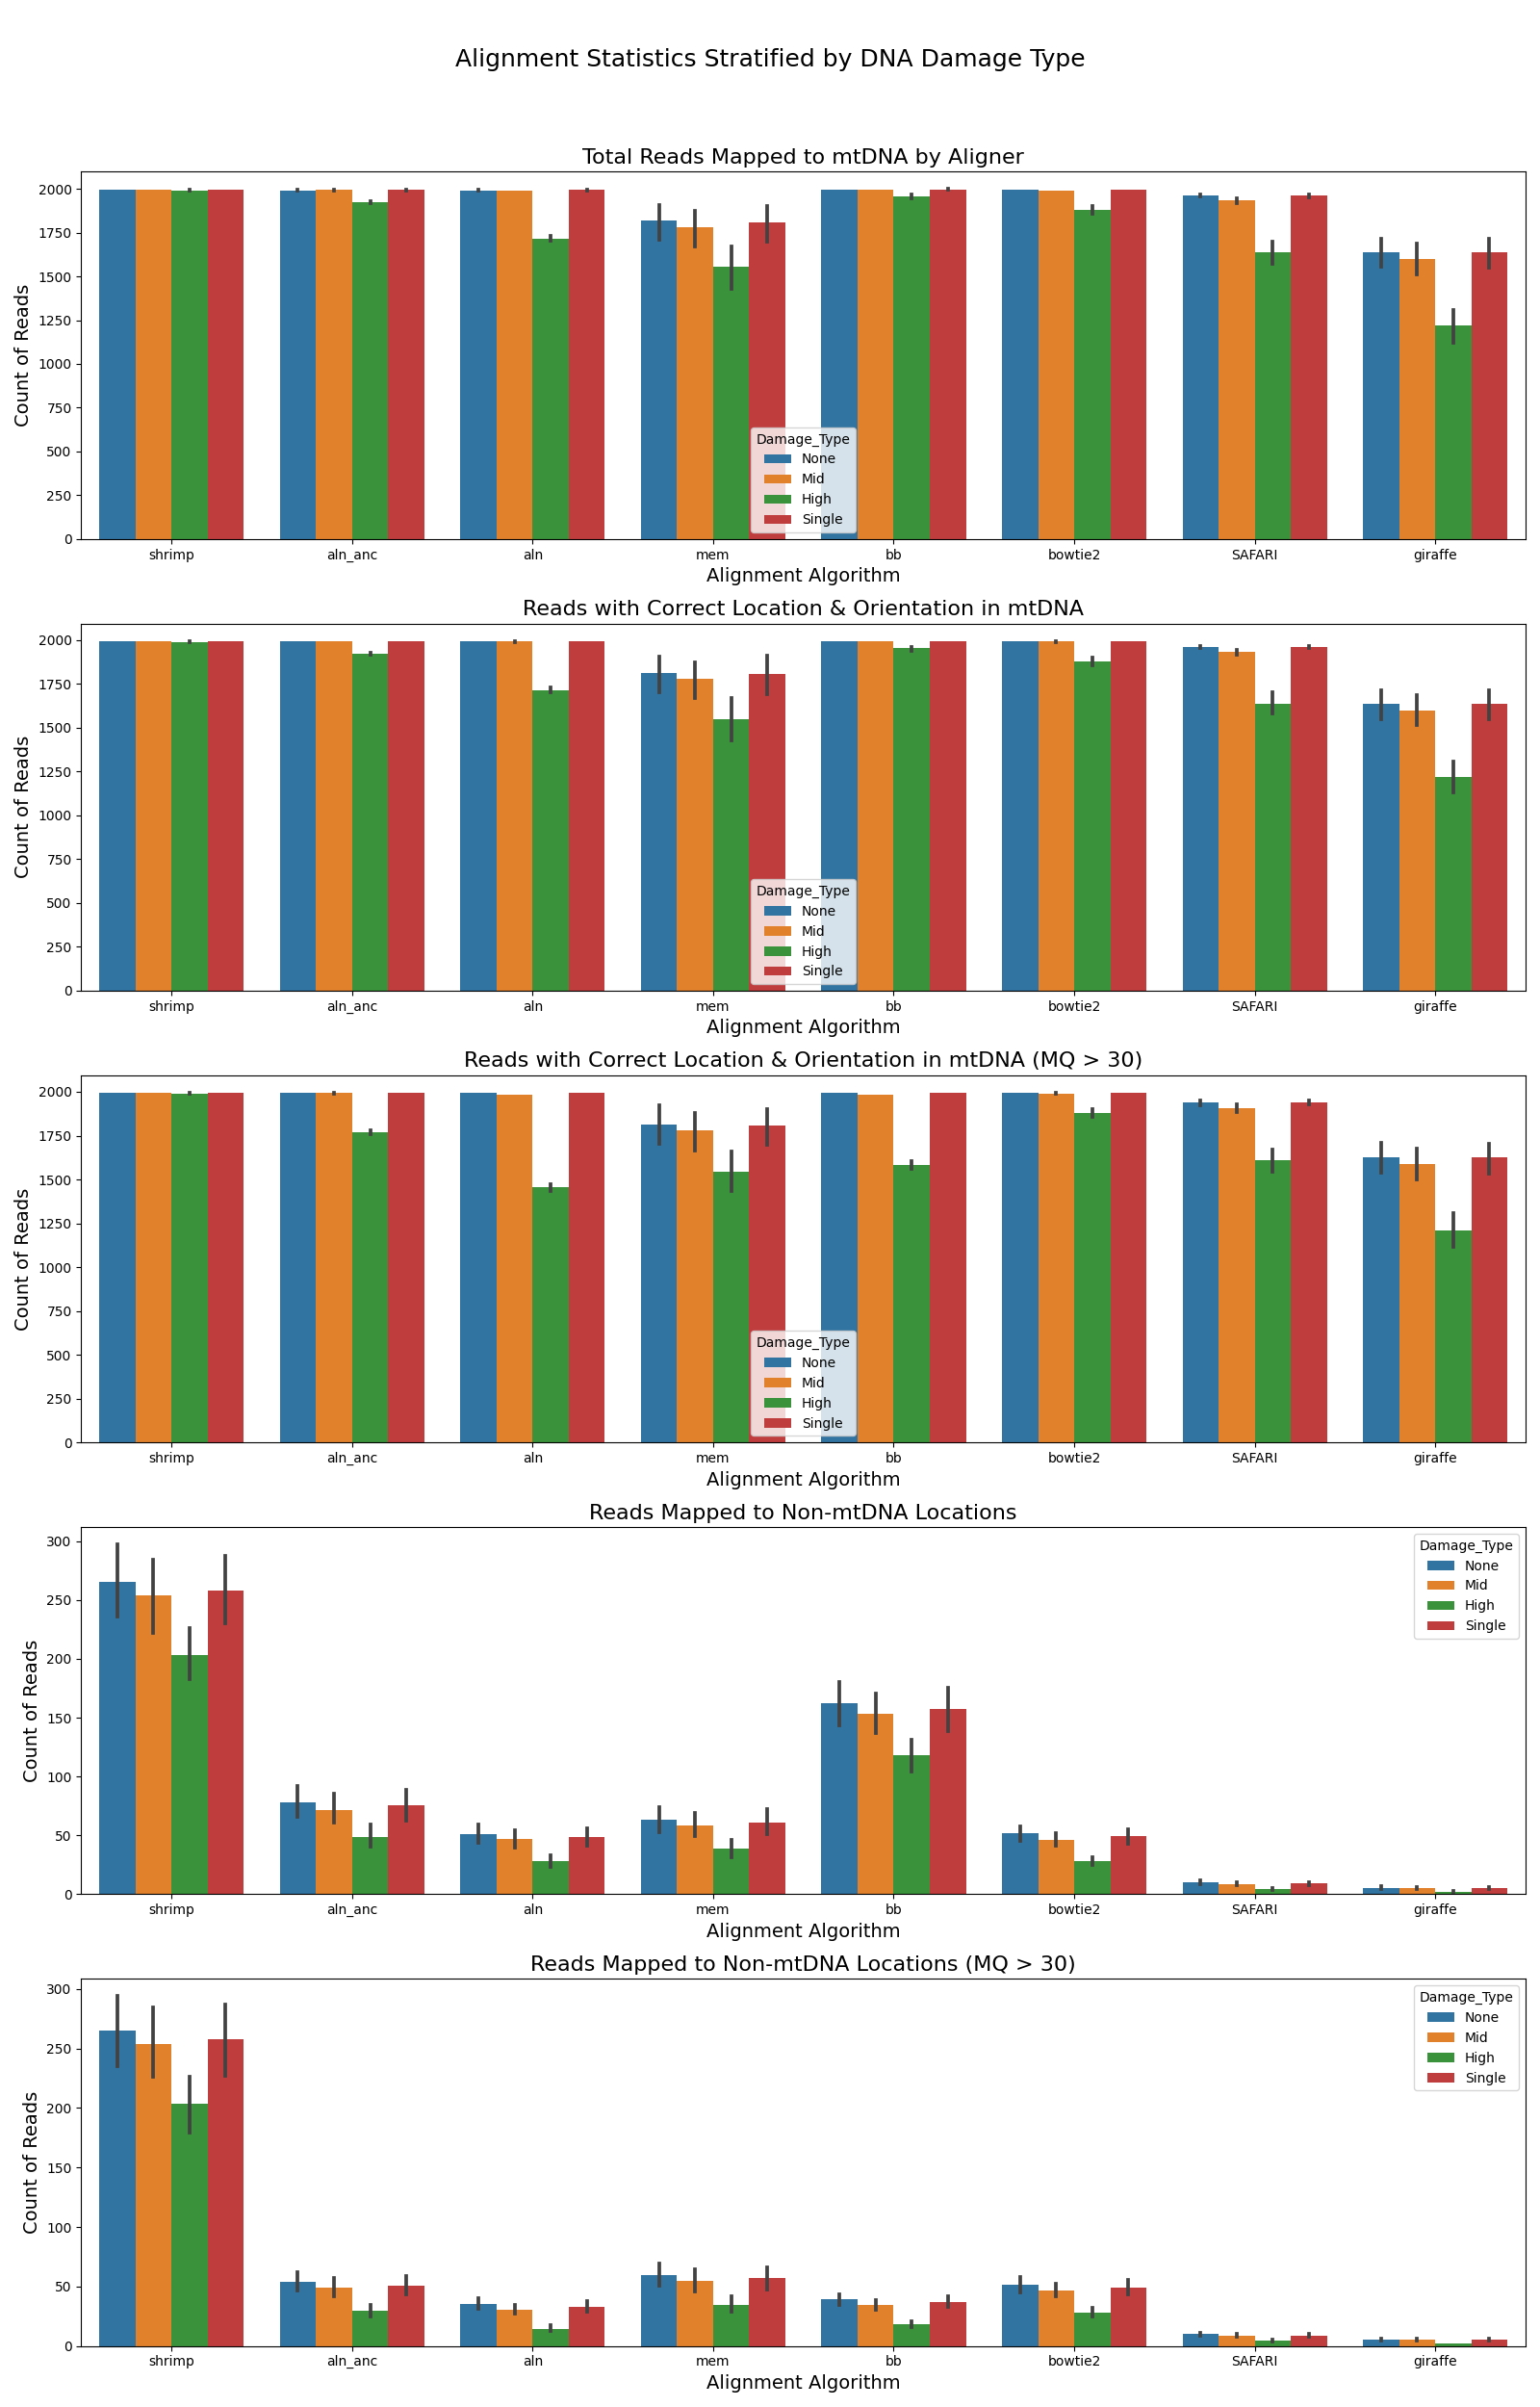 Alignment Statistics Stratified by DNA Damage Type
Total Reads Mapped to mtDNA by Aligner
Count of Reads
2000
1750
1500
1250
1000
750
500
250
0
Damage_Type
None
Mid
High
Single
shrimp aln_anc aln mem bb bowtie2 SAFARI giraffe
Alignment Algorithm
Reads with Correct Location & Orientation in mtDNA
Count of Reads
2000
1750
1500
1250
1000
750
500
250
0
Damage_Type
None
Mid
High
Single
shrimp aln_anc aln mem bb bowtie2 SAFARI giraffe
Alignment Algorithm
Reads with Correct Location & Orientation in mtDNA (MQ > 30)
Count of Reads
2000
1750
1500
1250
1000
750
500
250
0
Damage_Type
None
Mid
High
Single
shrimp aln_anc aln mem bb bowtie2 SAFARI giraffe
Alignment Algorithm
Reads Mapped to Non-mtDNA Locations
Count of Reads
300
250
200
150
100
50
0
Damage_Type
None
Mid
High
Single
shrimp aln_anc aln mem bb bowtie2 SAFARI giraffe
Alignment Algorithm
Reads Mapped to Non-mtDNA Locations (MQ > 30)
Count of Reads
300
250
200
150
100
50
0
Damage_Type
None
Mid
High
Single
shrimp aln_anc aln mem bb bowtie2 SAFARI giraffe
Alignment Algorithm